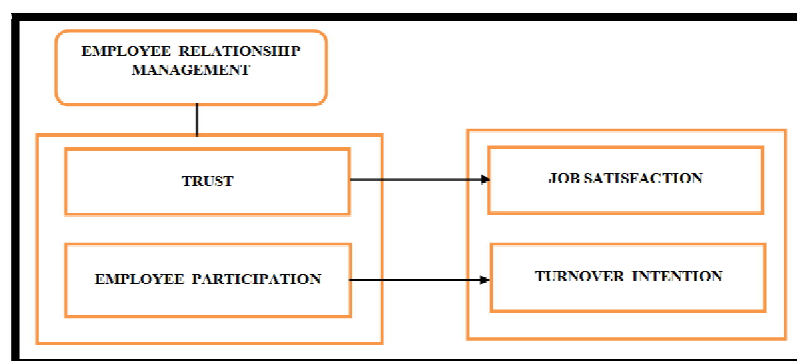 EMPLOYEE RELATIONSHIP
MANAGEMENT
TRUST
JOB SATISFACTION
EMPLOYEE PARTICIPATION
TURNOVER INTENTION